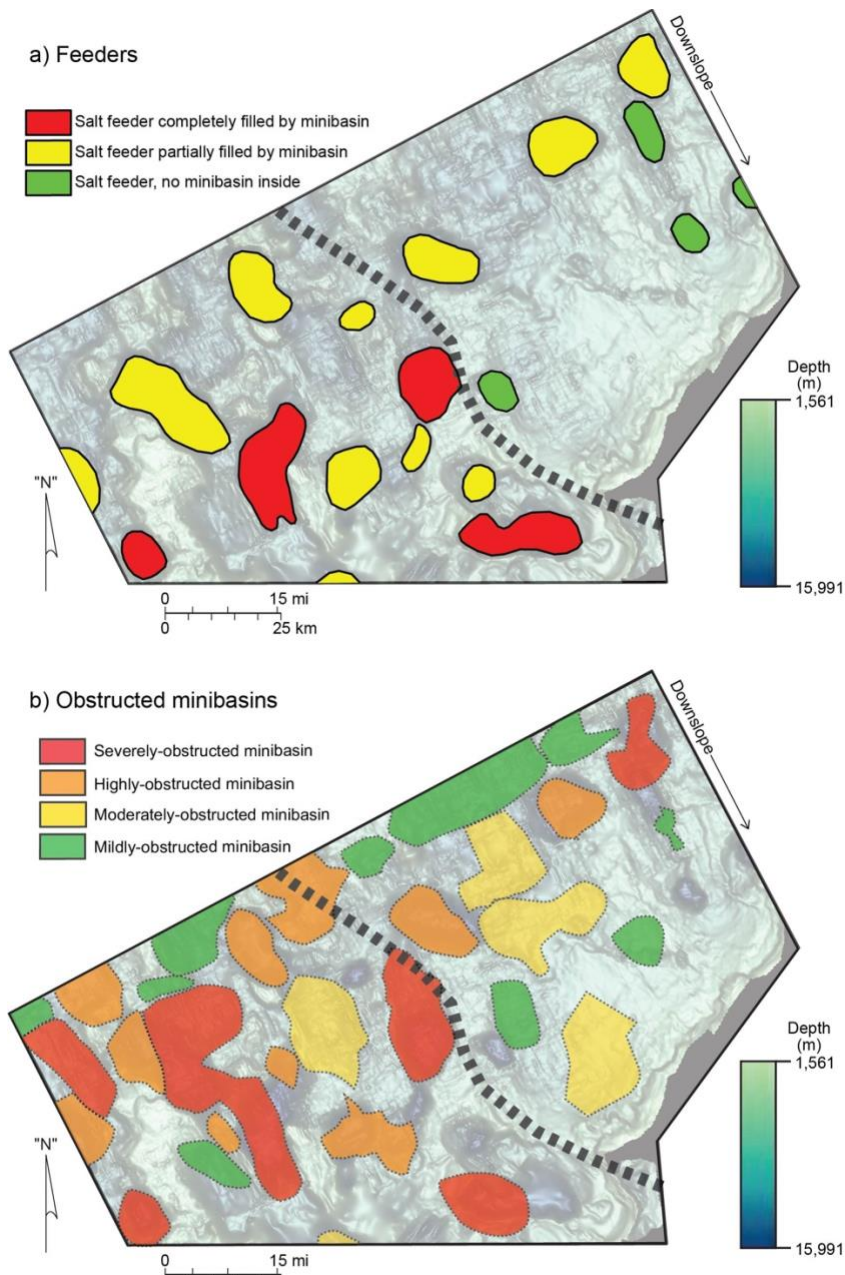 a) Feeders
Downslope
Salt feeder completely filled by minibasin
Salt feeder partially filled by minibasin
Salt feeder, no minibasin inside
Depth
(m)
1,561
15,991
"N"
0 15 mi
0 25 km
b) Obstructed minibasins
Downslope
Severely-obstructed minibasin
Highly-obstructed minibasin
Moderately-obstructed minibasin
Mildly-obstructed minibasin
Depth
(m)
1,561
15,991
"N"
0 15 mi